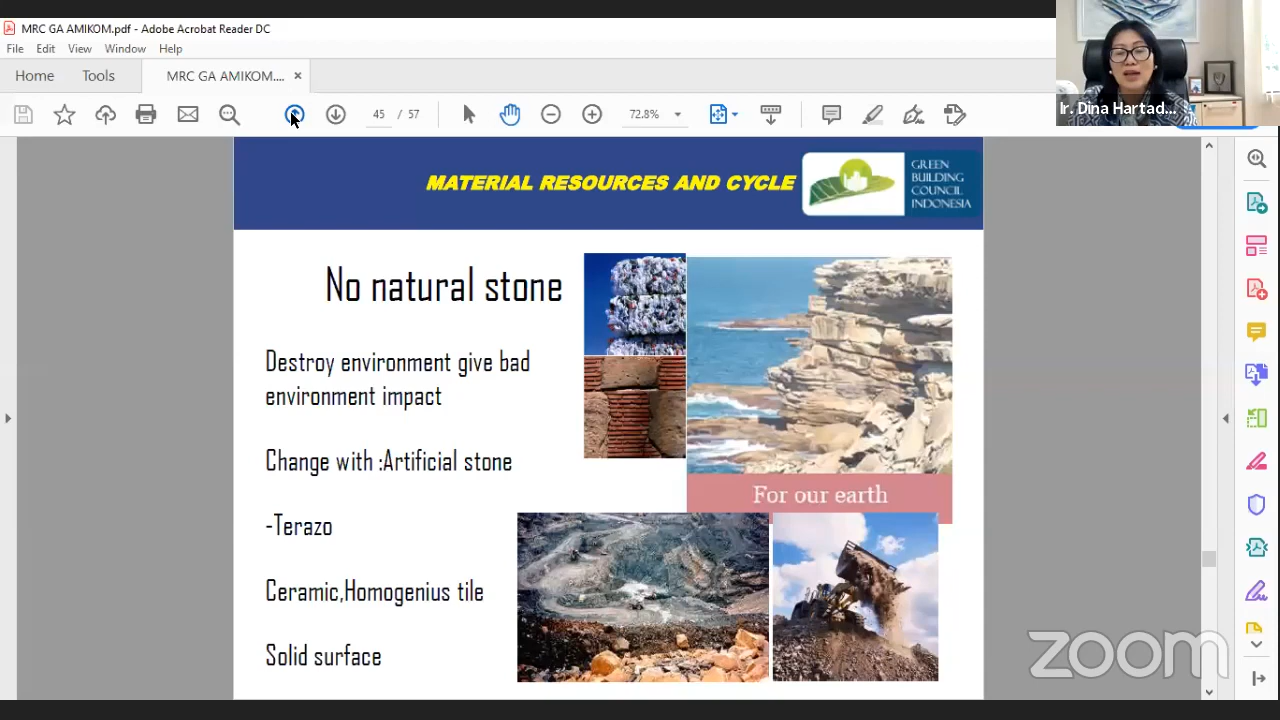 MRC GA AMIKOM.pdf - Adobe Acrobat Reader DC
File Edit View Window Help
Home Tools MRC GA AMIKOM.... ×
45 / 57 72.8%
Ir. Dina Hartad...
MATERIAL RESOURCES AND CYCLE
GREEN
BUILDING
COUNCIL
INDONESIA
No natural stone
Destroy environment give bad
environment impact
Change with :Artificial stone
-Terazo
Ceramic,Homogenius tile
Solid surface
For our earth
zoom